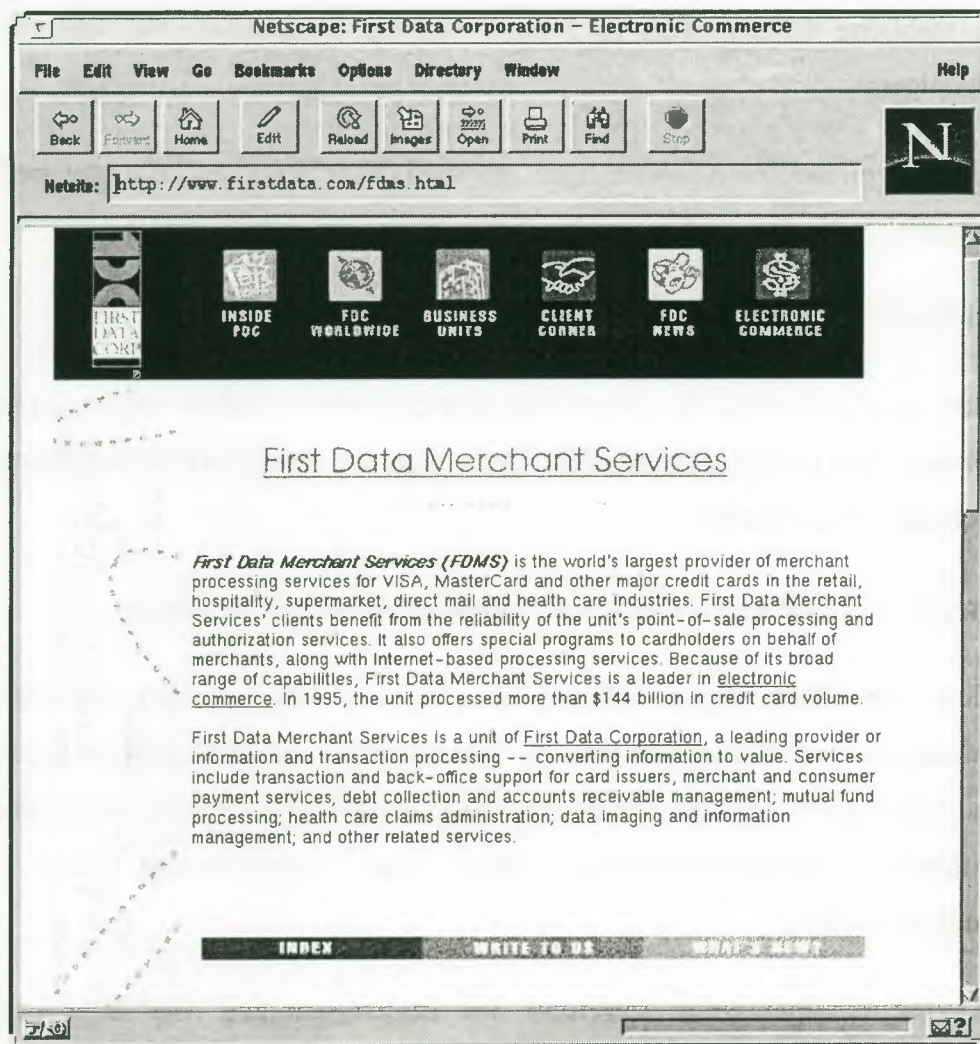 Netscape: First Data Corporation – Electronic Commerce
File Edit View Go Bookmarks Options Directory Window Help
Back Forward Home Edit Reload Images Open Print Find Stop
N
Netsite: http://www.firstdata.com/fdms.html
FIRST
DATA
CORP
INSIDE
FDC
FDC
WORLDWIDE
BUSINESS
UNITS
CLIENT
CORNER
FDC
NEWS
ELECTRONIC
COMMERCE
First Data Merchant Services
First Data Merchant Services (FDMS) is the world's largest provider of merchant
processing services for VISA, MasterCard and other major credit cards in the retail,
hospitality, supermarket, direct mail and health care industries. First Data Merchant
Services' clients benefit from the reliability of the unit's point-of-sale processing and
authorization services. It also offers special programs to cardholders on behalf of
merchants, along with Internet-based processing services. Because of its broad
range of capabilities, First Data Merchant Services is a leader in electronic
commerce. In 1995, the unit processed more than $144 billion in credit card volume.
First Data Merchant Services is a unit of First Data Corporation, a leading provider or
information and transaction processing -- converting information to value. Services
include transaction and back-office support for card issuers, merchant and consumer
payment services, debt collection and accounts receivable management; mutual fund
processing; health care claims administration; data imaging and information
management; and other related services.
INDEX WRITE TO US WHAT'S NEW?